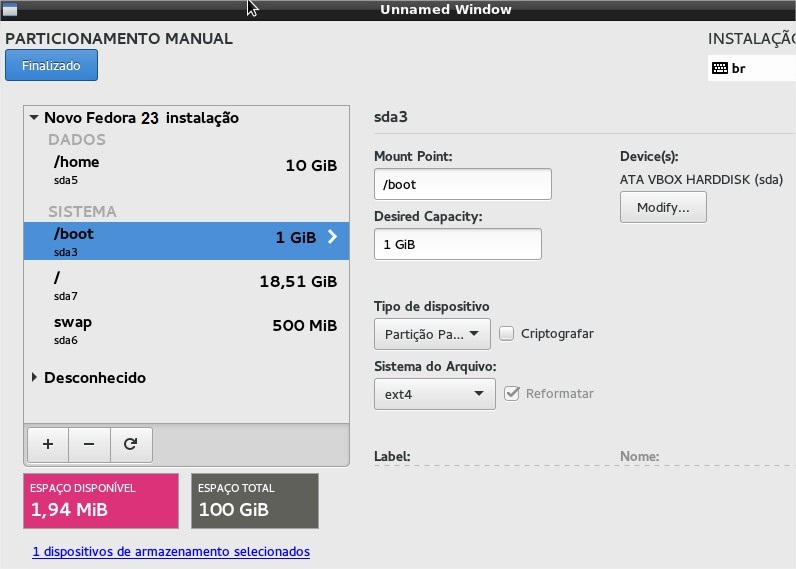 Unnamed Window
PARTICIONAMENTO MANUAL
INSTALAÇÃO
Finalizado
br
Novo Fedora 23 instalação
DADOS
/home
10 GiB
sda5
SISTEMA
/boot
1 GiB
sda3
/
18,51 GiB
sda7
swap
500 MiB
sda6
Desconhecido
+ −
ESPAÇO DISPONÍVEL
1,94 MiB
ESPAÇO TOTAL
100 GiB
1 dispositivos de armazenamento selecionados
sda3
Mount Point:
/boot
Desired Capacity:
1 GiB
Device(s):
ATA VBOX HARDDISK (sda)
Modify...
Tipo de dispositivo
Partição Pa...
Criptografar
Sistema do Arquivo:
ext4
Reformatar
Label:
Nome: